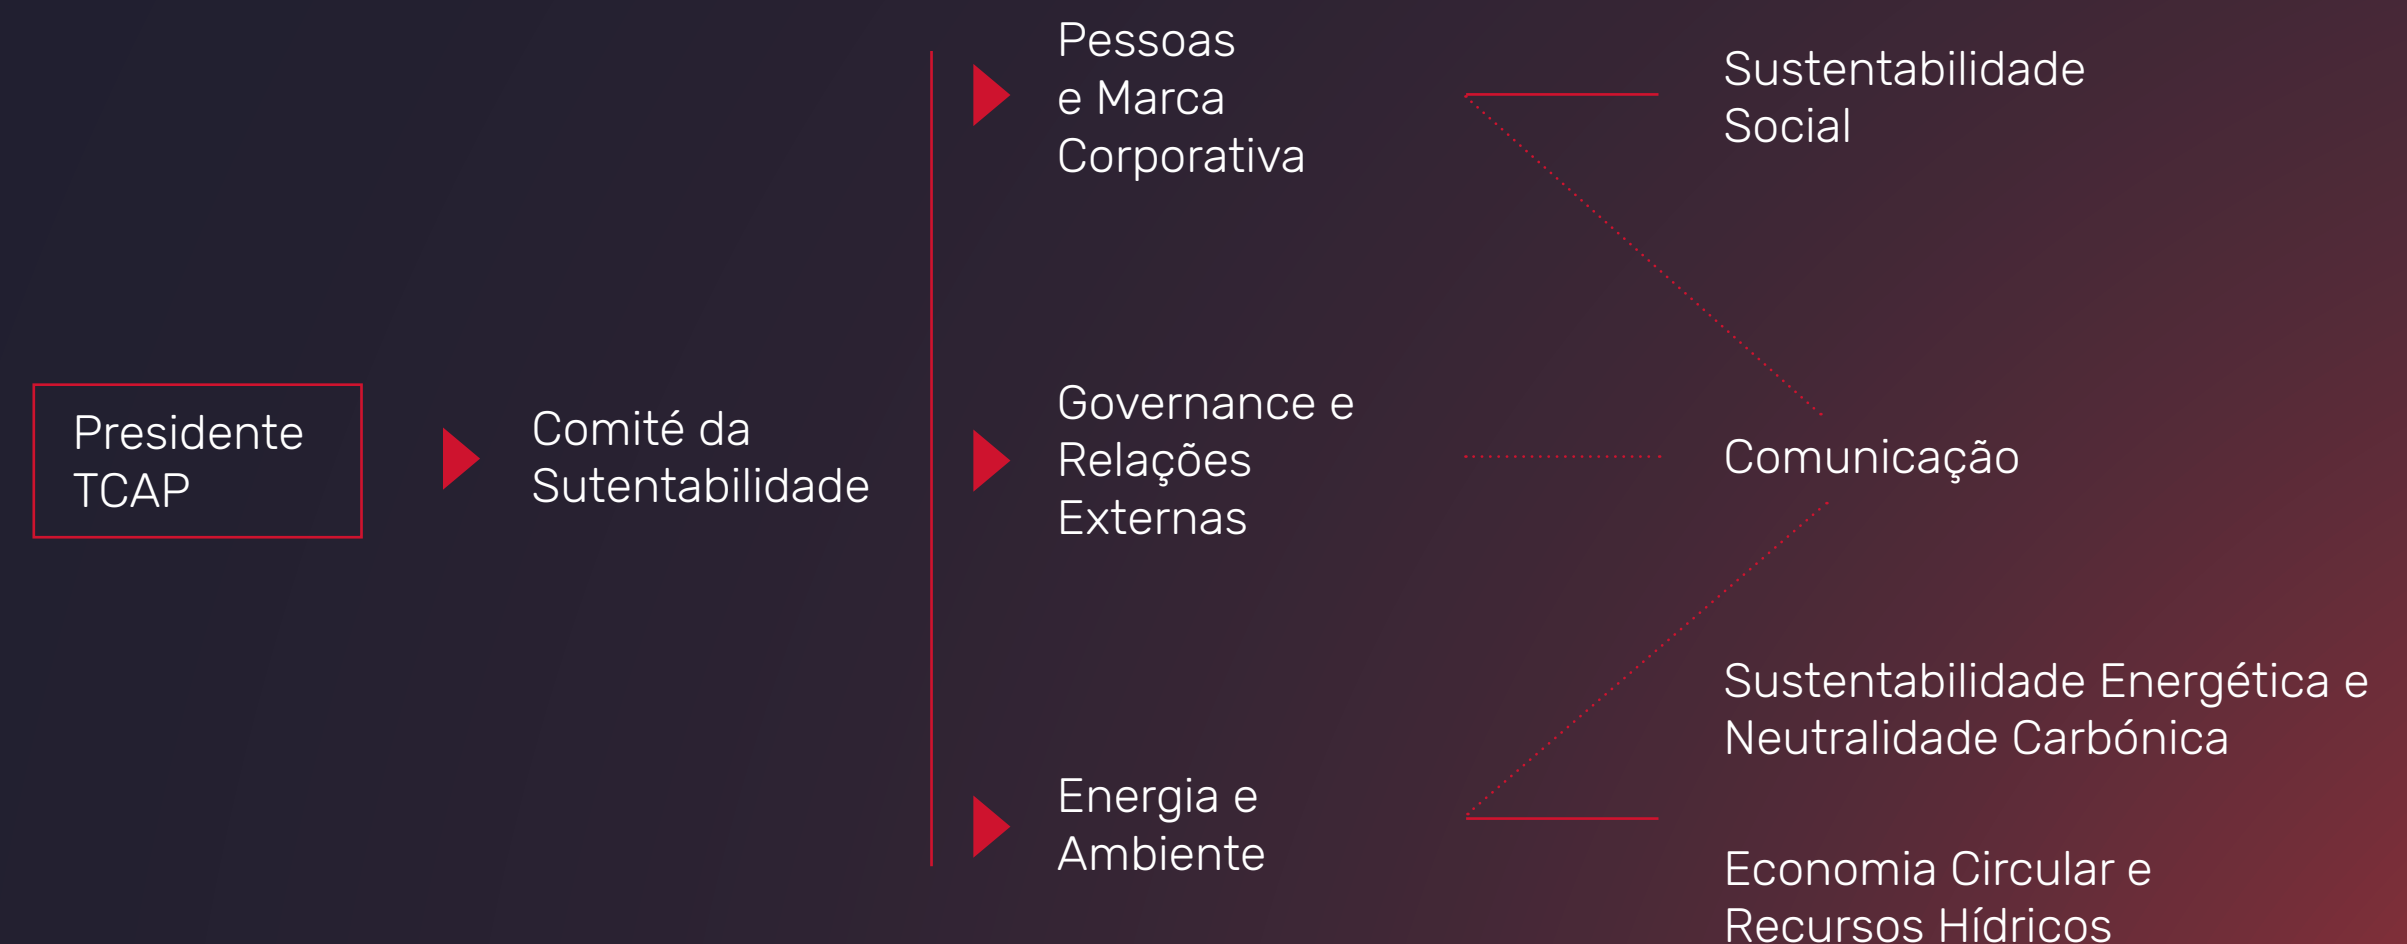 Presidente
TCAP
Comité da
Sutentabilidade
Pessoas
e Marca
Corporativa
Governance e
Relações
Externas
Energia e
Ambiente
Sustentabilidade
Social
Comunicação
Sustentabilidade Energética e
Neutralidade Carbónica
Economia Circular e
Recursos Hídricos